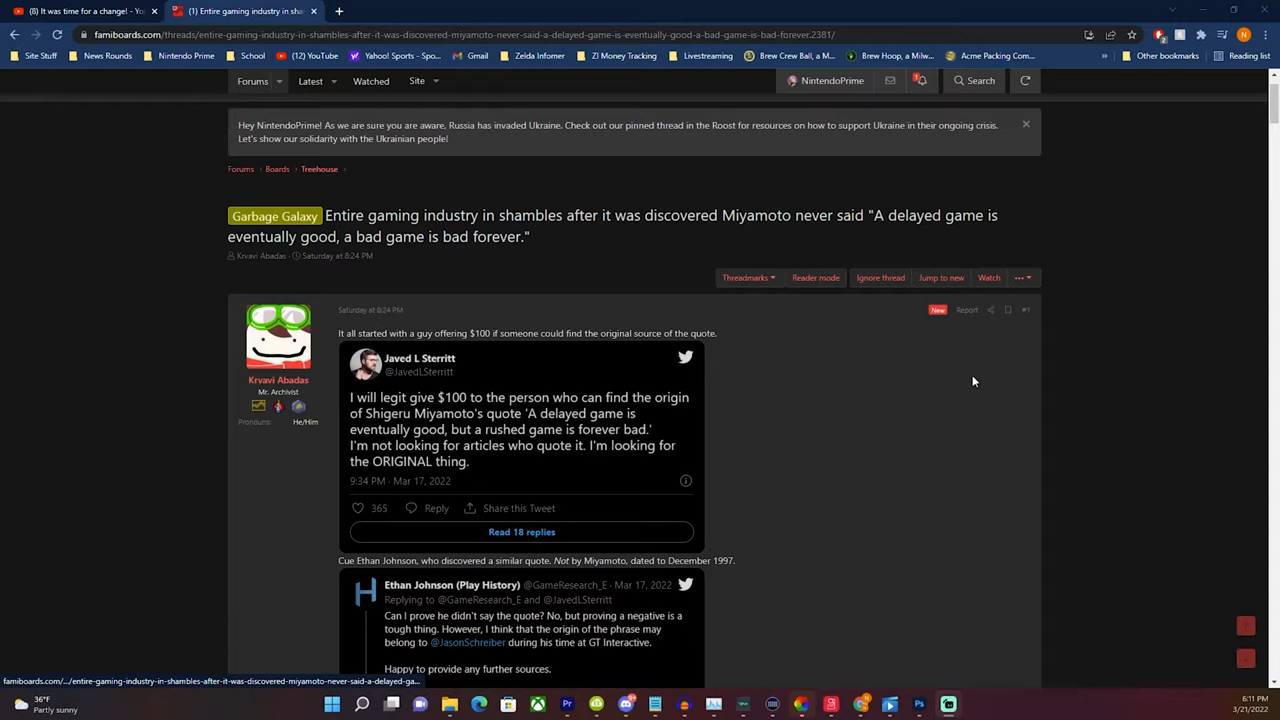 (8) It was time for a change! - Yo
(1) Entire gaming industry in sha
famiboards.com/threads/entire-gaming-industry-in-shambles-after-it-was-discovered-miyamoto-never-said-a-delayed-game-is-eventually-good-a-bad-game-is-bad-forever.2381/
Site Stuff News Rounds Nintendo Prime School (12) YouTube Yahoo! Sports - Spo... Gmail Zelda Infomer ZI Money Tracking Livestreaming Brew Crew Ball, a M... Brew Hoop, a Milw... Acme Packing Com... » Other bookmarks Reading list
Forums Latest Watched Site NintendoPrime 1 Search
Hey NintendoPrime! As we are sure you are aware, Russia has invaded Ukraine. Check out our pinned thread in the Roost for resources on how to support Ukraine in their ongoing crisis.
Let's show our solidarity with the Ukrainian people!
Forums › Boards › Treehouse ›
Garbage Galaxy Entire gaming industry in shambles after it was discovered Miyamoto never said "A delayed game is
eventually good, a bad game is bad forever."
Krvavi Abadas · Saturday at 8:24 PM
Threadmarks Reader mode Ignore thread Jump to new Watch •••
Saturday at 8:24 PM New Report #1
It all started with a guy offering $100 if someone could find the original source of the quote.
Javed L Sterritt
@JavedLSterritt
Krvavi Abadas
Mr. Archivist
Pronouns: He/Him
I will legit give $100 to the person who can find the origin
of Shigeru Miyamoto's quote 'A delayed game is
eventually good, but a rushed game is forever bad.'
I'm not looking for articles who quote it. I'm looking for
the ORIGINAL thing.
9:34 PM · Mar 17, 2022
365 Reply Share this Tweet
Read 18 replies
Cue Ethan Johnson, who discovered a similar quote. Not by Miyamoto, dated to December 1997.
Ethan Johnson (Play History) @GameResearch_E · Mar 17, 2022
Replying to @GameResearch_E and @JavedLSterritt
Can I prove he didn't say the quote? No, but proving a negative is a
tough thing. However, I think that the origin of the phrase may
belong to @JasonSchreiber during his time at GT Interactive.
Happy to provide any further sources.
famiboards.com/.../entire-gaming-industry-in-shambles-after-it-was-discovered-miyamoto-never-said-a-delayed-ga...
36°F
Partly sunny
6:11 PM
3/21/2022